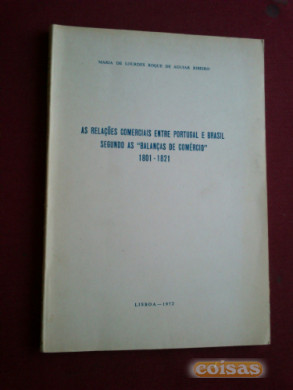 MARIA DE LOURDES ROQUE DE AGUIAR RIBEIRO
AS RELAÇÕES COMERCIAIS ENTRE PORTUGAL E BRASIL
SEGUNDO AS "BALANÇAS DE COMÉRCIO"
1801-1821
LISBOA — 1972
coisas